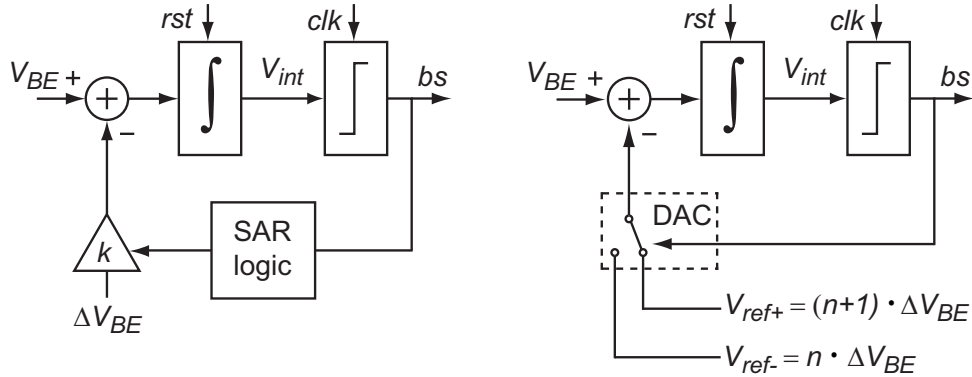 rst
clk
V_BE +
∫
V_int
bs
+
−
SAR
logic
k
ΔV_BE
rst
clk
V_BE +
∫
V_int
bs
+
−
DAC
V_ref+ = (n+1) · ΔV_BE
V_ref- = n · ΔV_BE